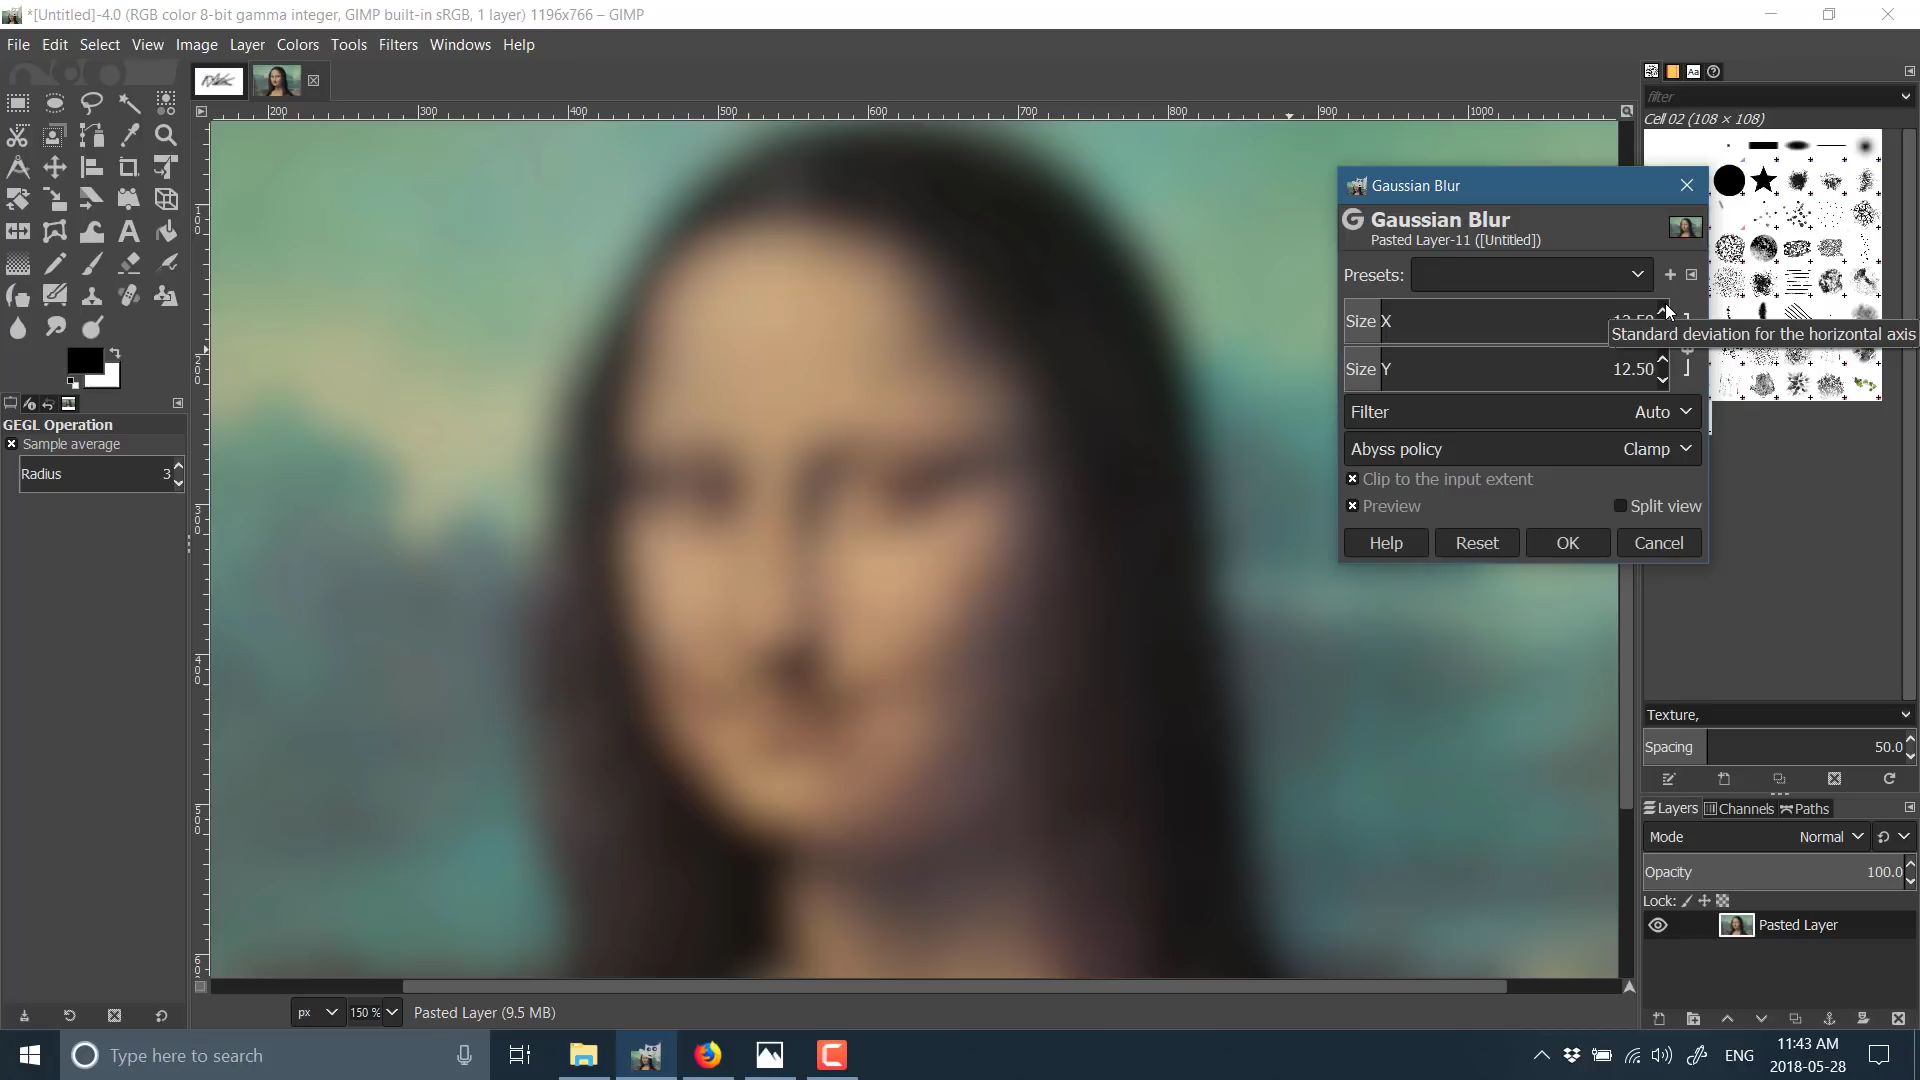 *[Untitled]-4.0 (RGB color 8-bit gamma integer, GIMP built-in sRGB, 1 layer) 1196x766 – GIMP
File Edit Select View Image Layer Colors Tools Filters Windows Help
200 300 400 500 600 700 800 900 1000
filter
Cell 02 (108 × 108)
Gaussian Blur
Gaussian Blur
Pasted Layer-11 ([Untitled])
Presets:
Size X
Standard deviation for the horizontal axis
Size Y 12.50
Filter Auto
Abyss policy Clamp
Clip to the input extent
Preview Split view
Help Reset OK Cancel
100
200
300
400
500
GEGL Operation
Sample average
Radius 3
Texture,
Spacing 50.0
Layers Channels Paths
Mode Normal
Opacity 100.0
Lock:
Pasted Layer
px 150 % Pasted Layer (9.5 MB)
Type here to search
ENG
11:43 AM
2018-05-28